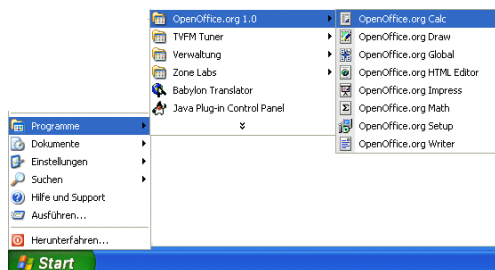 OpenOffice.org 1.0
TVFM Tuner
Verwaltung
Zone Labs
Babylon Translator
Java Plug-in Control Panel
OpenOffice.org Calc
OpenOffice.org Draw
OpenOffice.org Global
OpenOffice.org HTML Editor
OpenOffice.org Impress
OpenOffice.org Math
OpenOffice.org Setup
OpenOffice.org Writer
Programme
Dokumente
Einstellungen
Suchen
Hilfe und Support
Ausführen...
Herunterfahren...
Start